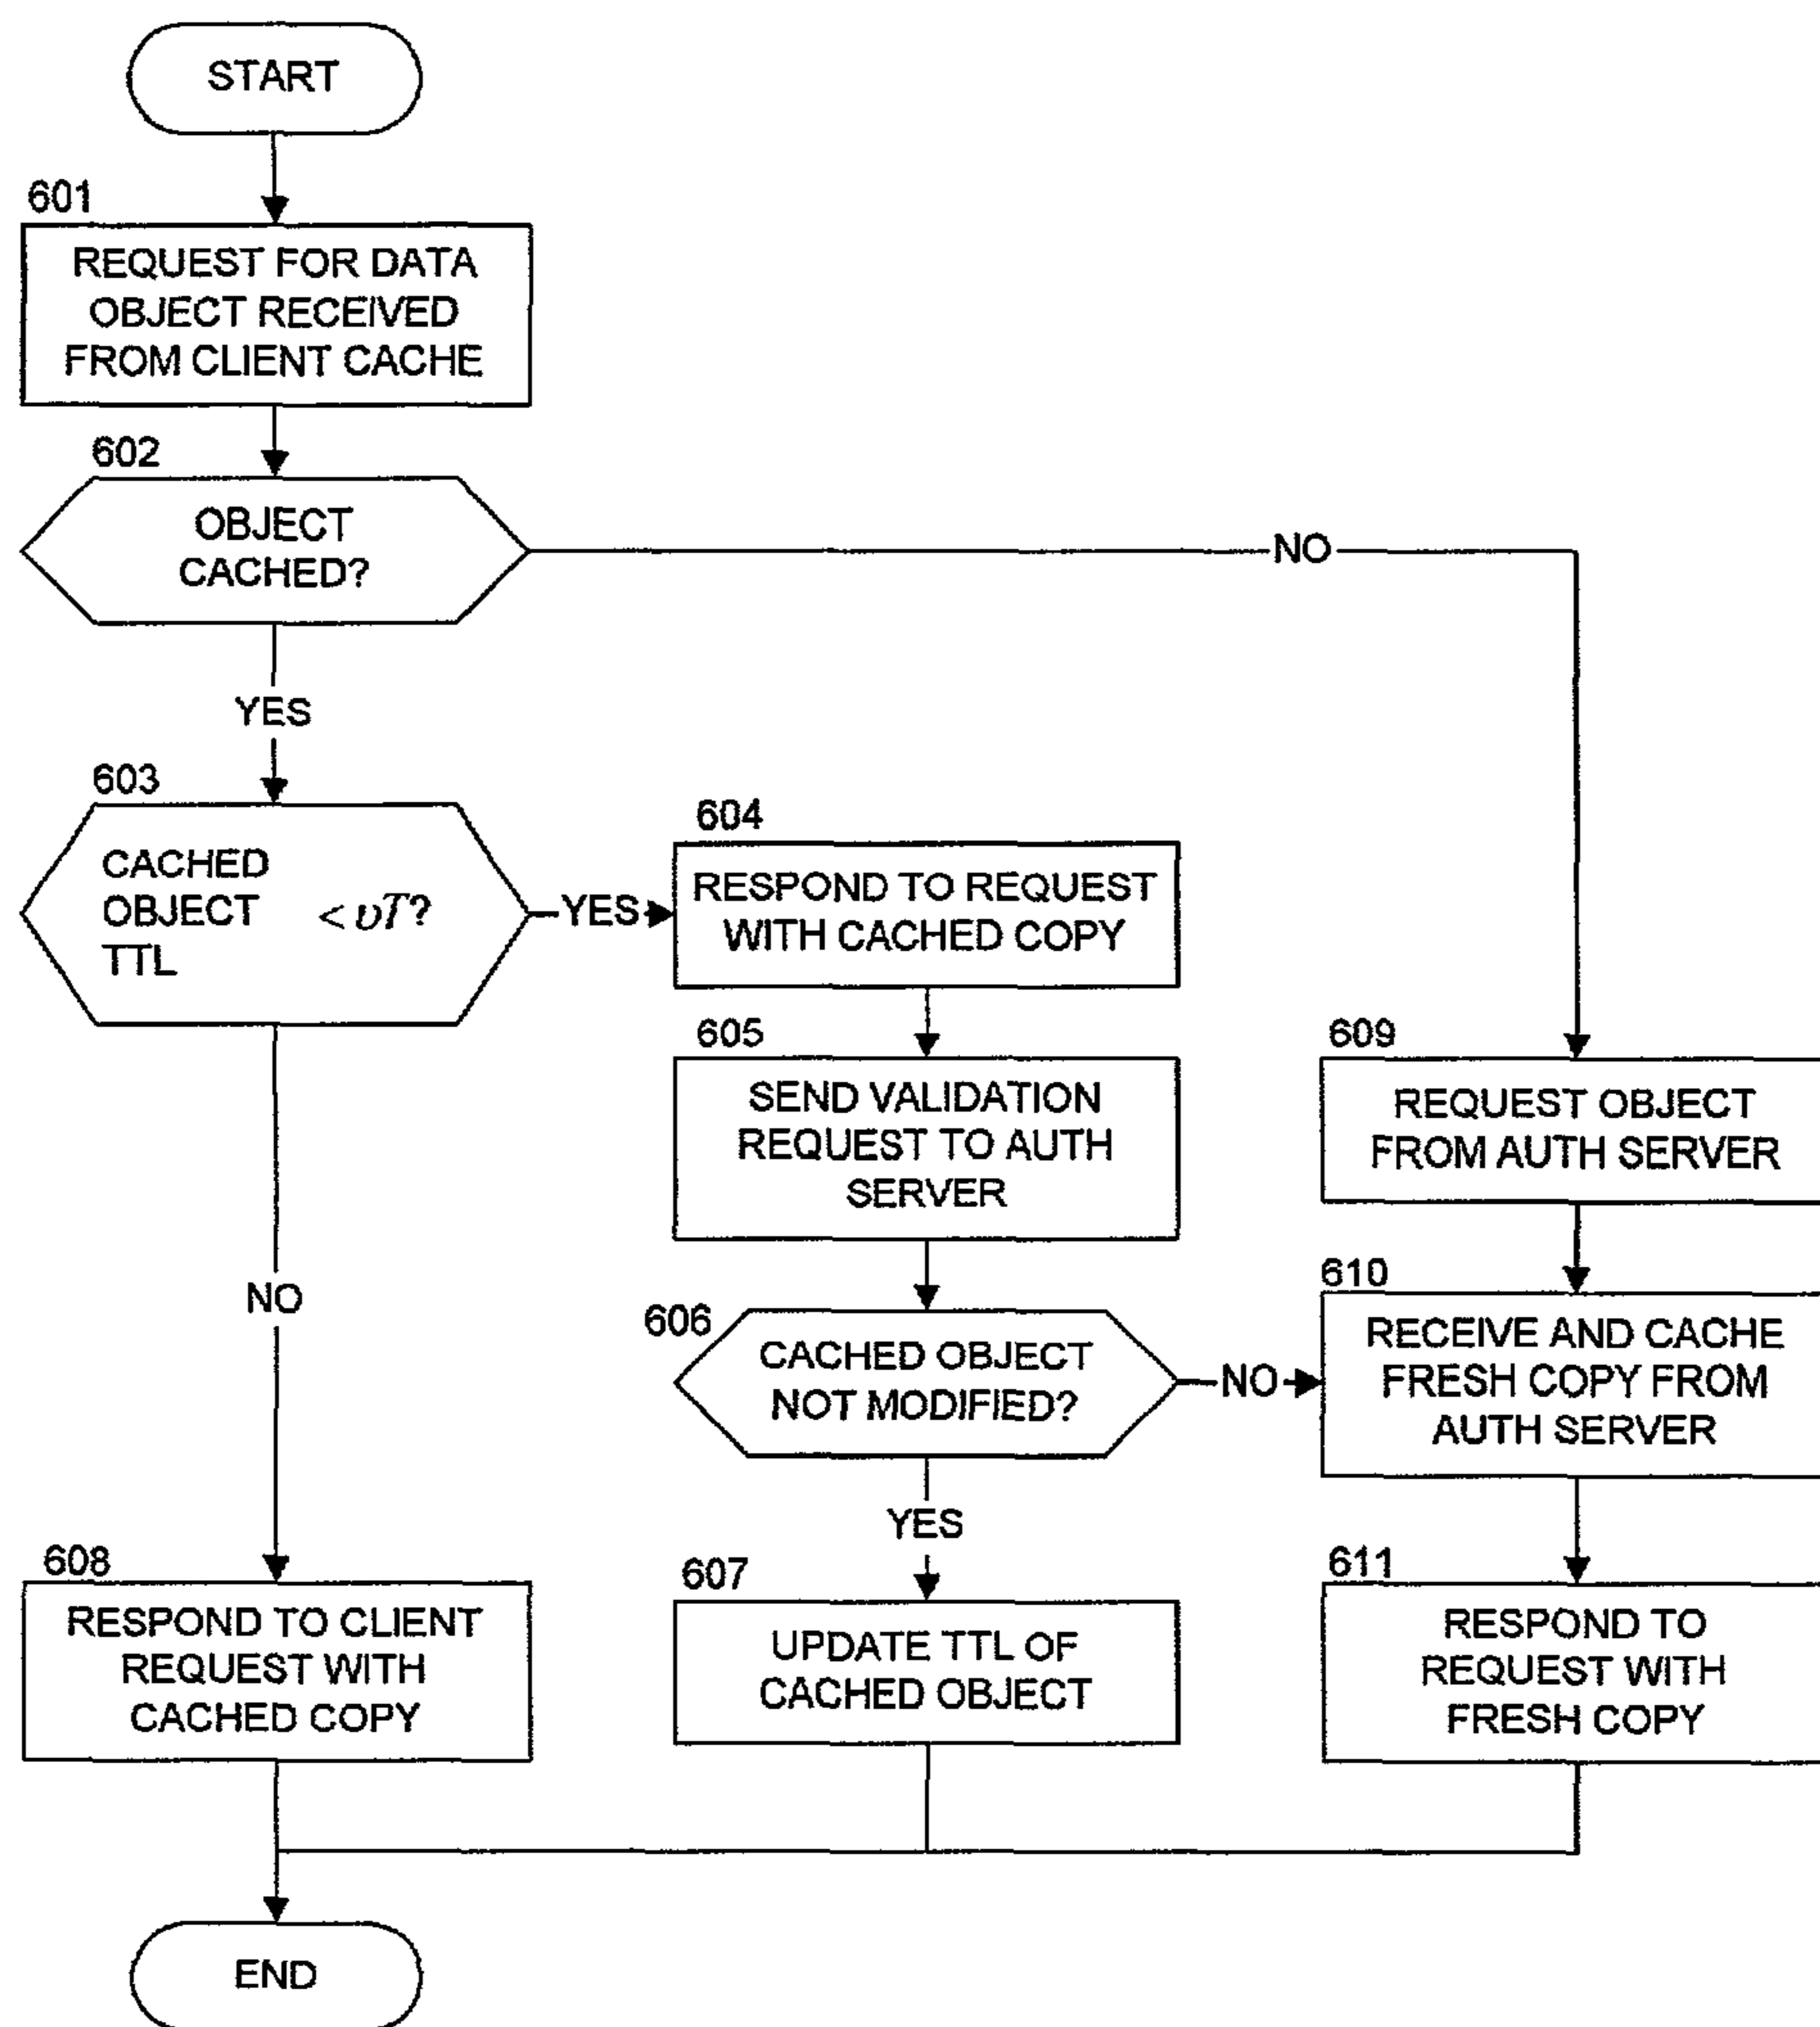 START
601
REQUEST FOR DATA
OBJECT RECEIVED
FROM CLIENT CACHE
602
OBJECT
CACHED?
NO
YES
603
CACHED
OBJECT
TTL
< υT?
YES
604
RESPOND TO REQUEST
WITH CACHED COPY
605
SEND VALIDATION
REQUEST TO AUTH
SERVER
609
REQUEST OBJECT
FROM AUTH SERVER
NO
606
CACHED OBJECT
NOT MODIFIED?
NO
610
RECEIVE AND CACHE
FRESH COPY FROM
AUTH SERVER
YES
608
RESPOND TO CLIENT
REQUEST WITH
CACHED COPY
607
UPDATE TTL OF
CACHED OBJECT
611
RESPOND TO
REQUEST WITH
FRESH COPY
END